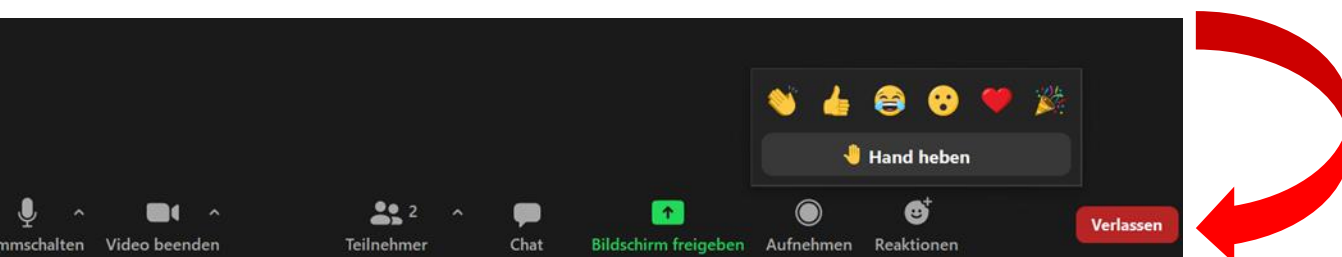 Hand heben
2
mmschalten Video beenden Teilnehmer Chat Bildschirm freigeben Aufnehmen Reaktionen Verlassen